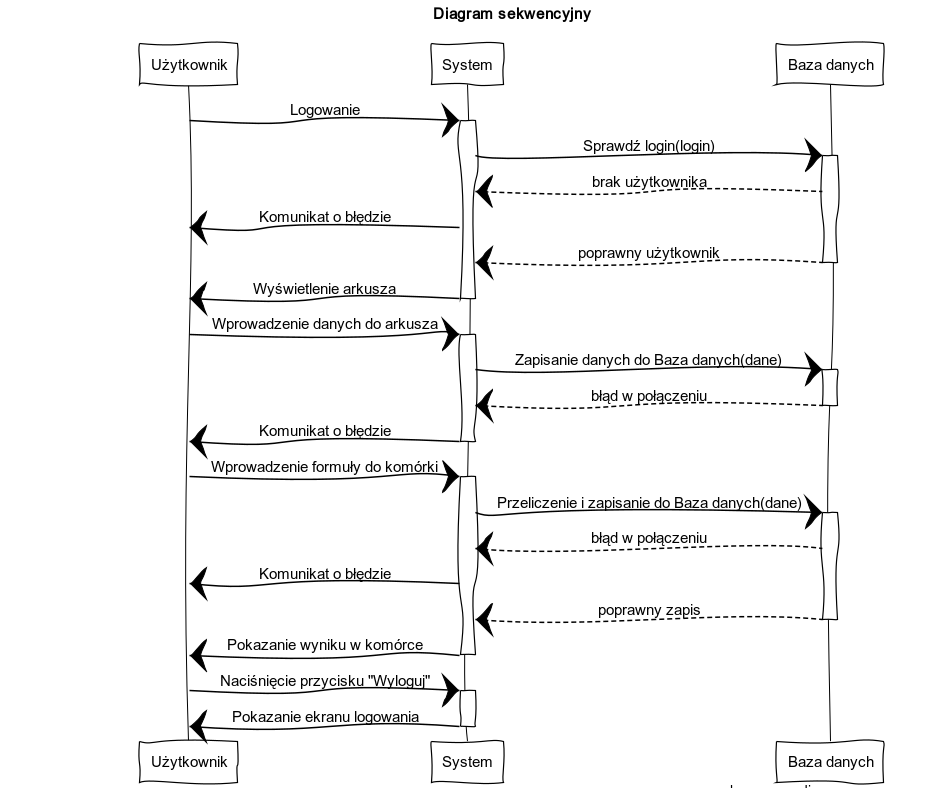 Diagram sekwencyjny
Użytkownik
System
Baza danych
Logowanie
Sprawdź login(login)
brak użytkownika
Komunikat o błędzie
poprawny użytkownik
Wyświetlenie arkusza
Wprowadzenie danych do arkusza
Zapisanie danych do Baza danych(dane)
błąd w połączeniu
Komunikat o błędzie
Wprowadzenie formuły do komórki
Przeliczenie i zapisanie do Baza danych(dane)
błąd w połączeniu
Komunikat o błędzie
poprawny zapis
Pokazanie wyniku w komórce
Naciśnięcie przycisku "Wyloguj"
Pokazanie ekranu logowania
Użytkownik
System
Baza danych